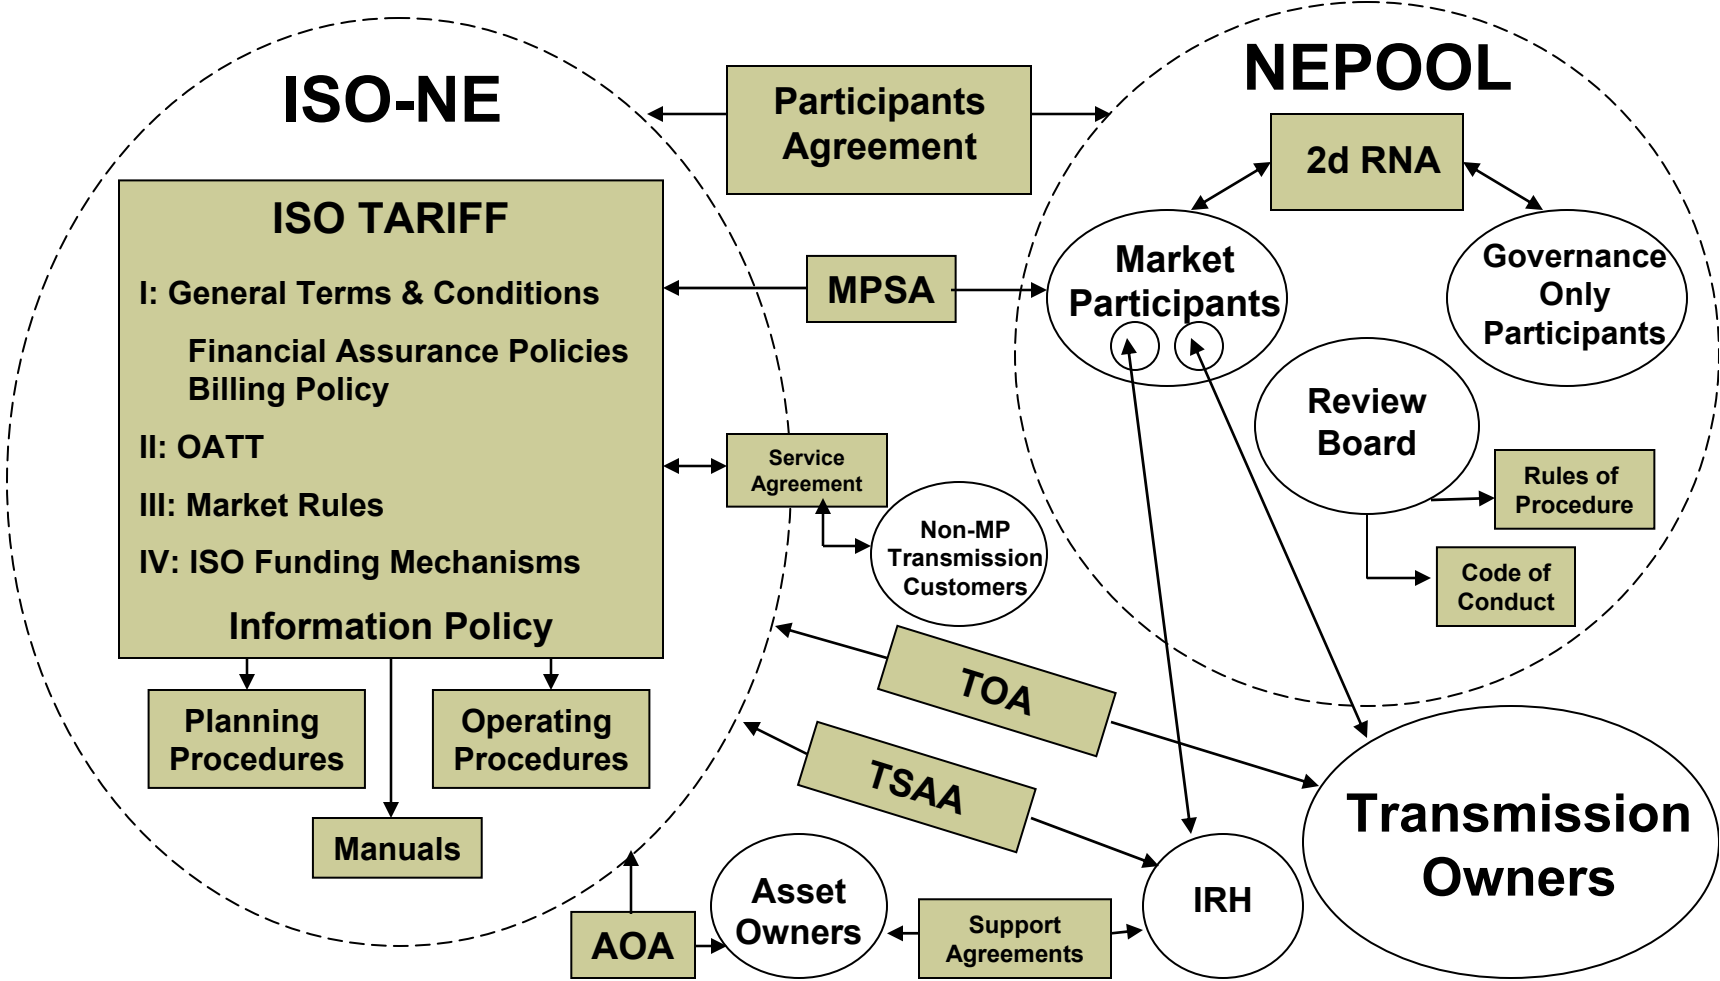 ISO-NE
Participants
Agreement
NEPOOL
2d RNA
ISO TARIFF
I: General Terms & Conditions
Financial Assurance Policies
Billing Policy
II: OATT
III: Market Rules
IV: ISO Funding Mechanisms
Information Policy
Planning
Procedures
Operating
Procedures
Manuals
MPSA
Market
Participants
Governance
Only
Participants
Review
Board
Rules of
Procedure
Code of
Conduct
Service
Agreement
Non-MP
Transmission
Customers
TOA
TSAA
AOA
Asset
Owners
Support
Agreements
IRH
Transmission
Owners